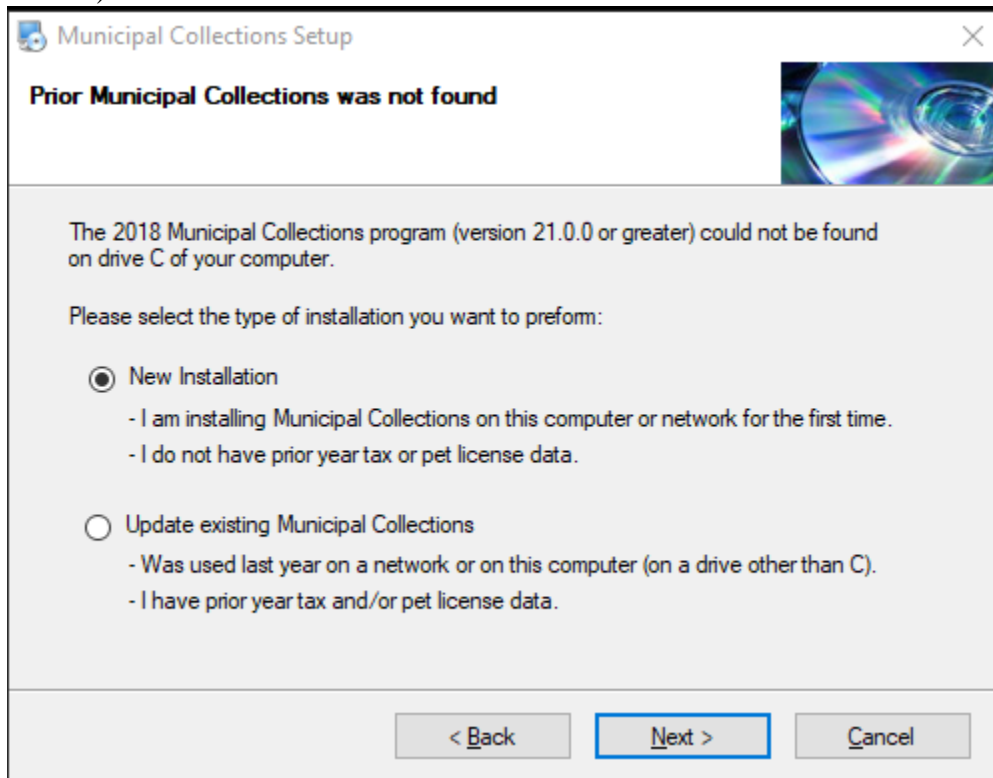 Municipal Collections Setup
Prior Municipal Collections was not found
The 2018 Municipal Collections program (version 21.0.0 or greater) could not be found
on drive C of your computer.
Please select the type of installation you want to preform:
New Installation
- I am installing Municipal Collections on this computer or network for the first time.
- I do not have prior year tax or pet license data.
Update existing Municipal Collections
- Was used last year on a network or on this computer (on a drive other than C).
- I have prior year tax and/or pet license data.
< Back Next > Cancel